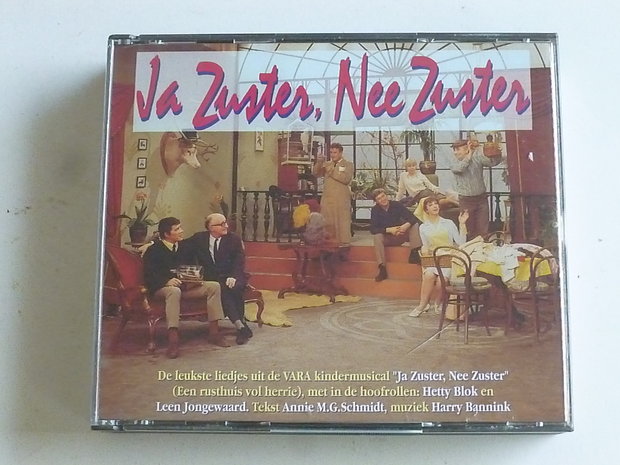 Ja Zuster, Nee Zuster
De leukste liedjes uit de VARA kindermusical "Ja Zuster, Nee Zuster"
(Een rusthuis vol herrie), met in de hoofrollen: Hetty Blok en
Leen Jongewaard. Tekst Annie M.G.Schmidt, muziek Harry Bannink